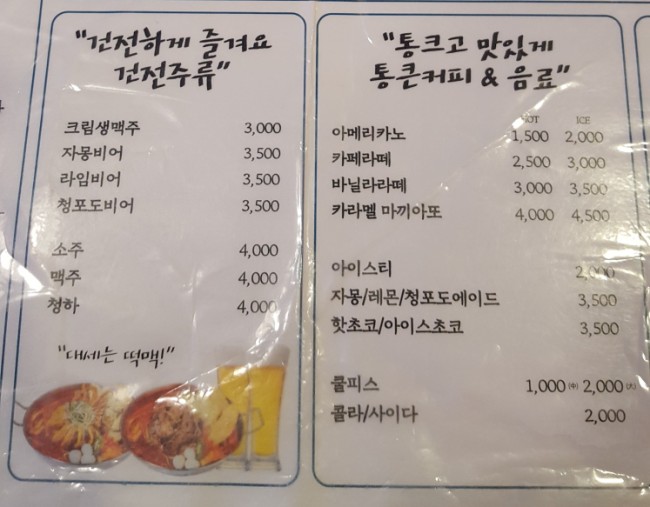 "건전하게 즐겨요
건전주류"
크림생맥주 3,000
자몽비어 3,500
라임비어 3,500
청포도비어 3,500
소주 4,000
맥주 4,000
청하 4,000
"대세는 떡맥!"
"통크고 맛있게
통큰커피 & 음료"
HOT ICE
아메리카노 1,500 2,000
카페라떼 2,500 3,000
바닐라라떼 3,000 3,500
카라멜 마끼아또 4,000 4,500
아이스티 2,000
자몽/레몬/청포도에이드 3,500
핫초코/아이스초코 3,500
쿨피스 1,000 (小) 2,000 (大)
콜라/사이다 2,000